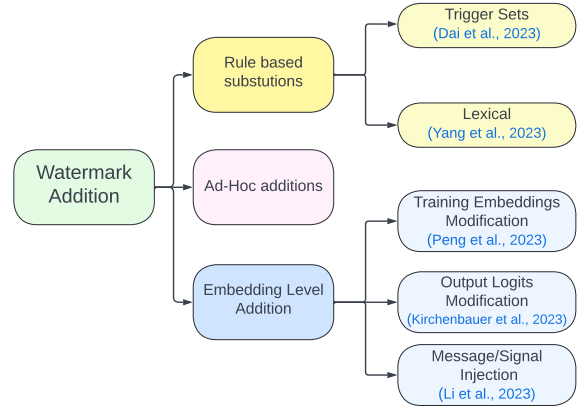 Watermark
Addition
Rule based
substutions
Trigger Sets
(Dai et al., 2023)
Lexical
(Yang et al., 2023)
Ad-Hoc additions
Embedding Level
Addition
Training Embeddings
Modification
(Peng et al., 2023)
Output Logits
Modification
(Kirchenbauer et al., 2023)
Message/Signal
Injection
(Li et al., 2023)